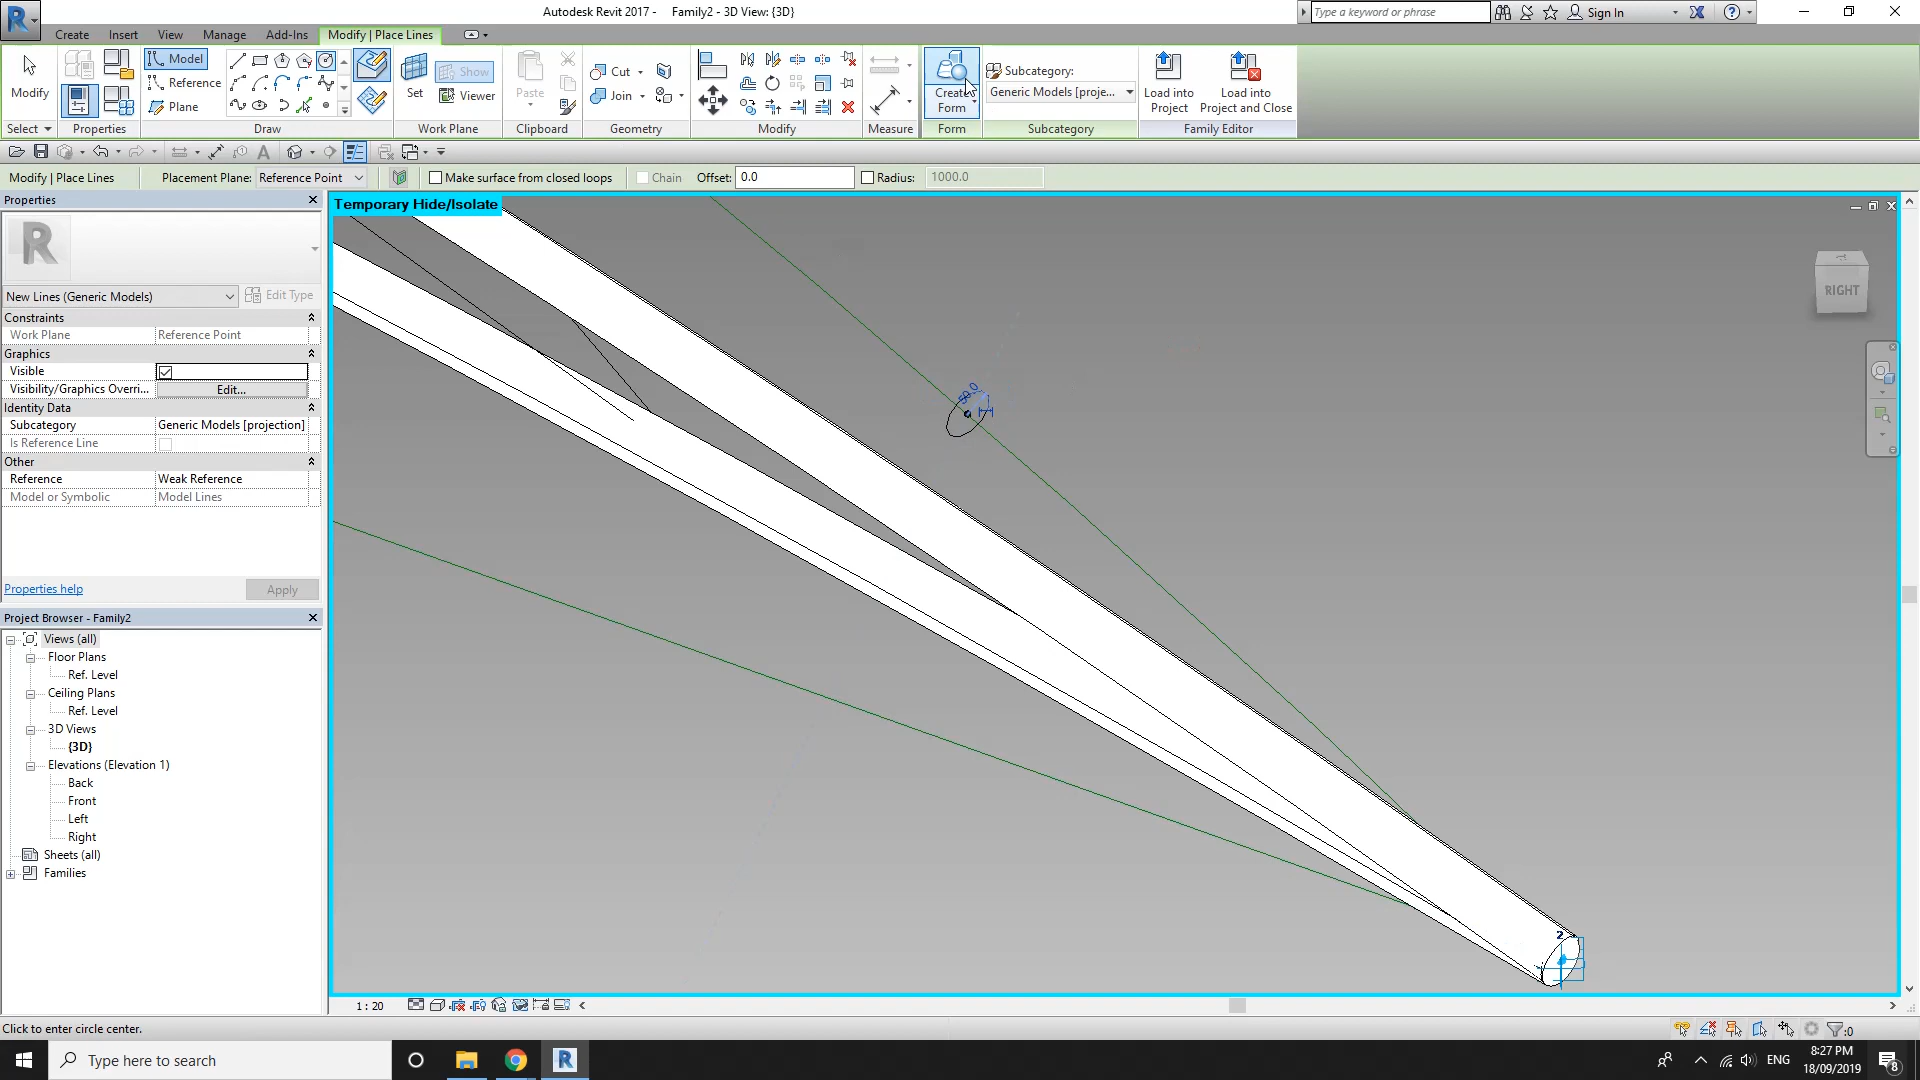 Autodesk Revit 2017 - Family2 - 3D View: {3D}
Type a keyword or phrase
Sign In
Create Insert View Manage Add-Ins Modify | Place Lines
Modify
Model
Reference
Plane
Set
Show
Viewer
Paste
Cut
Join
Create
Form
Subcategory:
Generic Models [proje...
Load into
Project
Load into
Project and Close
Select Properties Draw Work Plane Clipboard Geometry Modify Measure Form Subcategory Family Editor
Modify | Place Lines Placement Plane: Reference Point Make surface from closed loops Chain Offset: 0.0 Radius: 1000.0
Properties
Temporary Hide/Isolate
New Lines (Generic Models) Edit Type
Constraints
Work Plane Reference Point
Graphics
Visible
Visibility/Graphics Overri... Edit...
Identity Data
Subcategory Generic Models [projection]
Is Reference Line
Other
Reference Weak Reference
Model or Symbolic Model Lines
Properties help Apply
RIGHT
50.0
2
Project Browser - Family2
Views (all)
Floor Plans
Ref. Level
Ceiling Plans
Ref. Level
3D Views
{3D}
Elevations (Elevation 1)
Back
Front
Left
Right
Sheets (all)
Families
1 : 20
Click to enter circle center.
:0
Type here to search
ENG
8:27 PM
18/09/2019
8